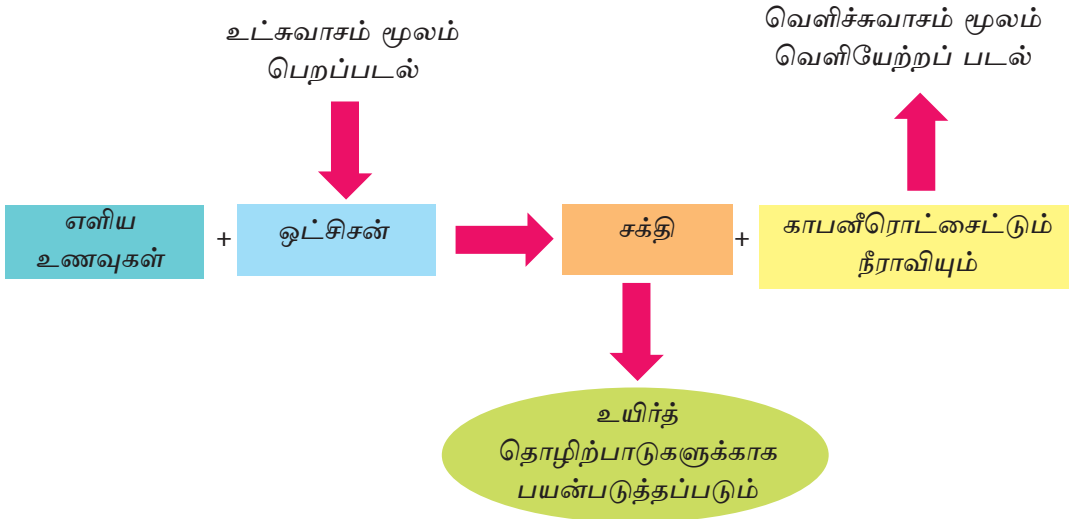 உட்சுவாசம் மூலம்
பெறப்படல்
வெளிச்சுவாசம் மூலம்
வெளியேற்றப் படல்
எளிய
உணவுகள்
+
ஒட்சிசன்
சக்தி
+
காபனீரொட்சைட்டும்
நீராவியும்
உயிர்த்
தொழிற்பாடுகளுக்காக
பயன்படுத்தப்படும்